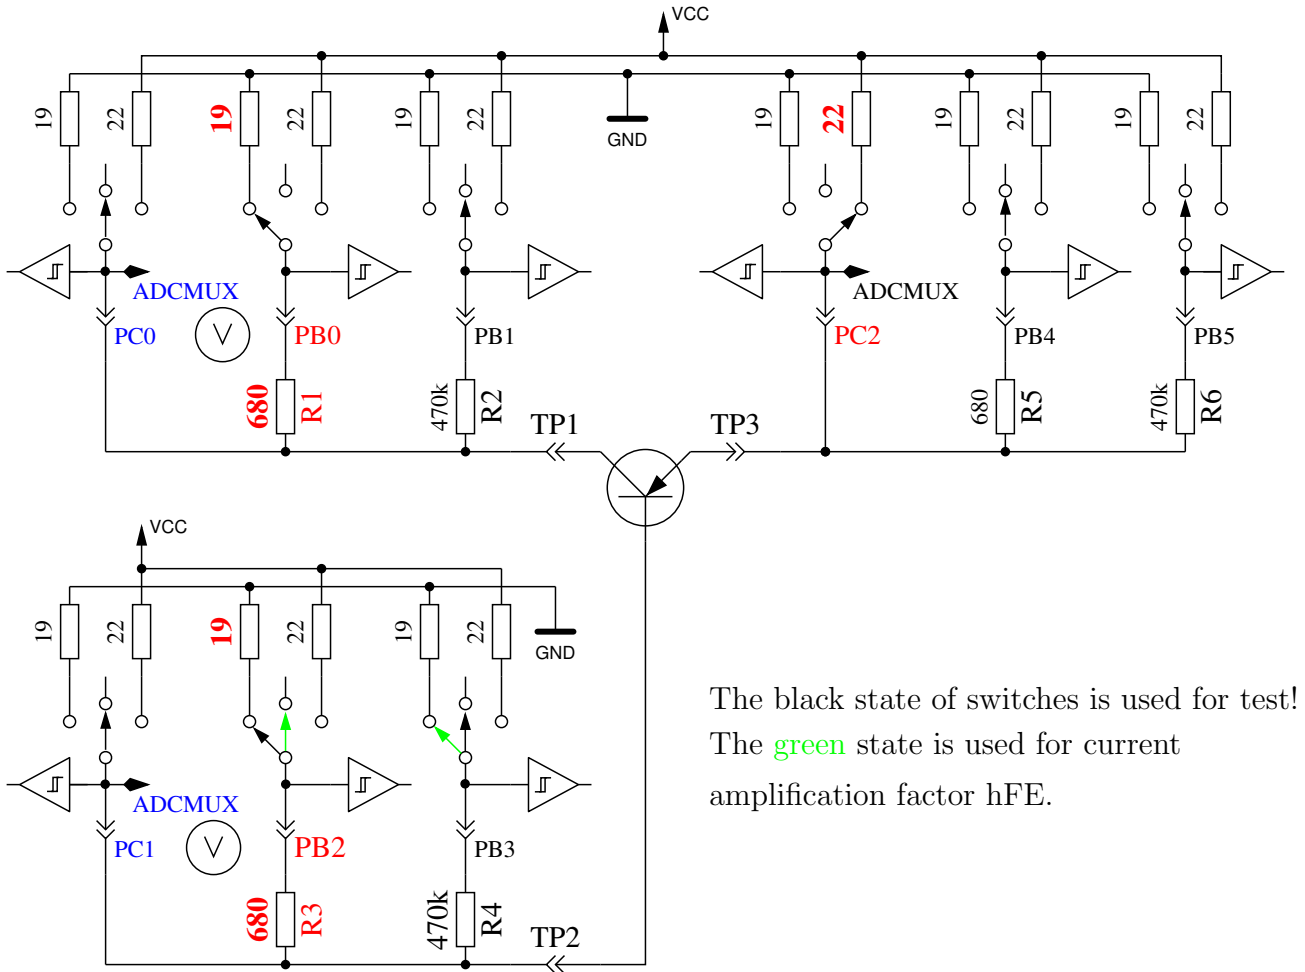 VCC
19 22 19 22 19 22 GND 19 22 19 22 19 22
ADCMUX ADCMUX
PC0 V PB0 PB1 PC2 PB4 PB5
680 R1 470k R2 680 R5 470k R6
TP1 TP3
VCC
19 22 19 22 19 22 GND
ADCMUX
PC1 V PB2 PB3
680 R3 470k R4 TP2
The black state of switches is used for test!
The green state is used for current
amplification factor hFE.